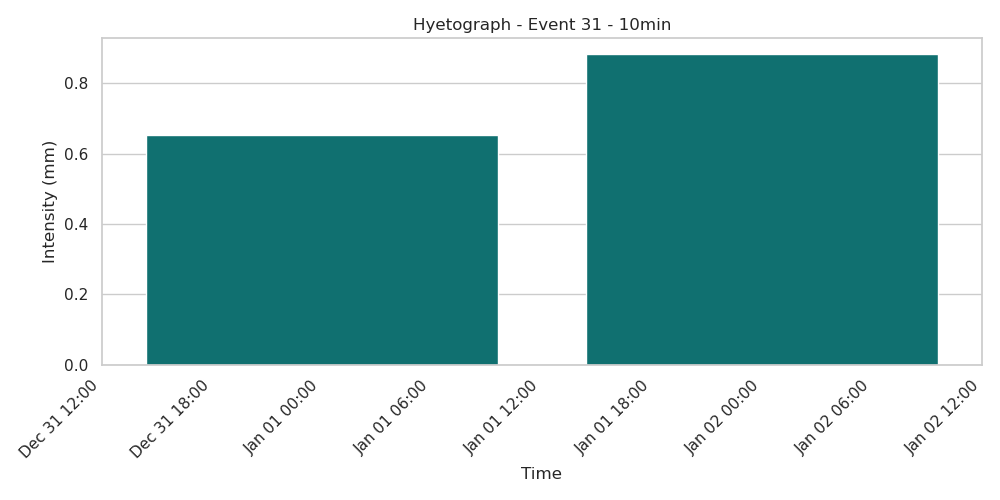 Hyetograph - Event 31 - 10min
Intensity (mm)
0.8
0.6
0.4
0.2
0.0
Dec 31 12:00
Dec 31 18:00
Jan 01 00:00
Jan 01 06:00
Jan 01 12:00
Jan 01 18:00
Jan 02 00:00
Jan 02 06:00
Jan 02 12:00
Time